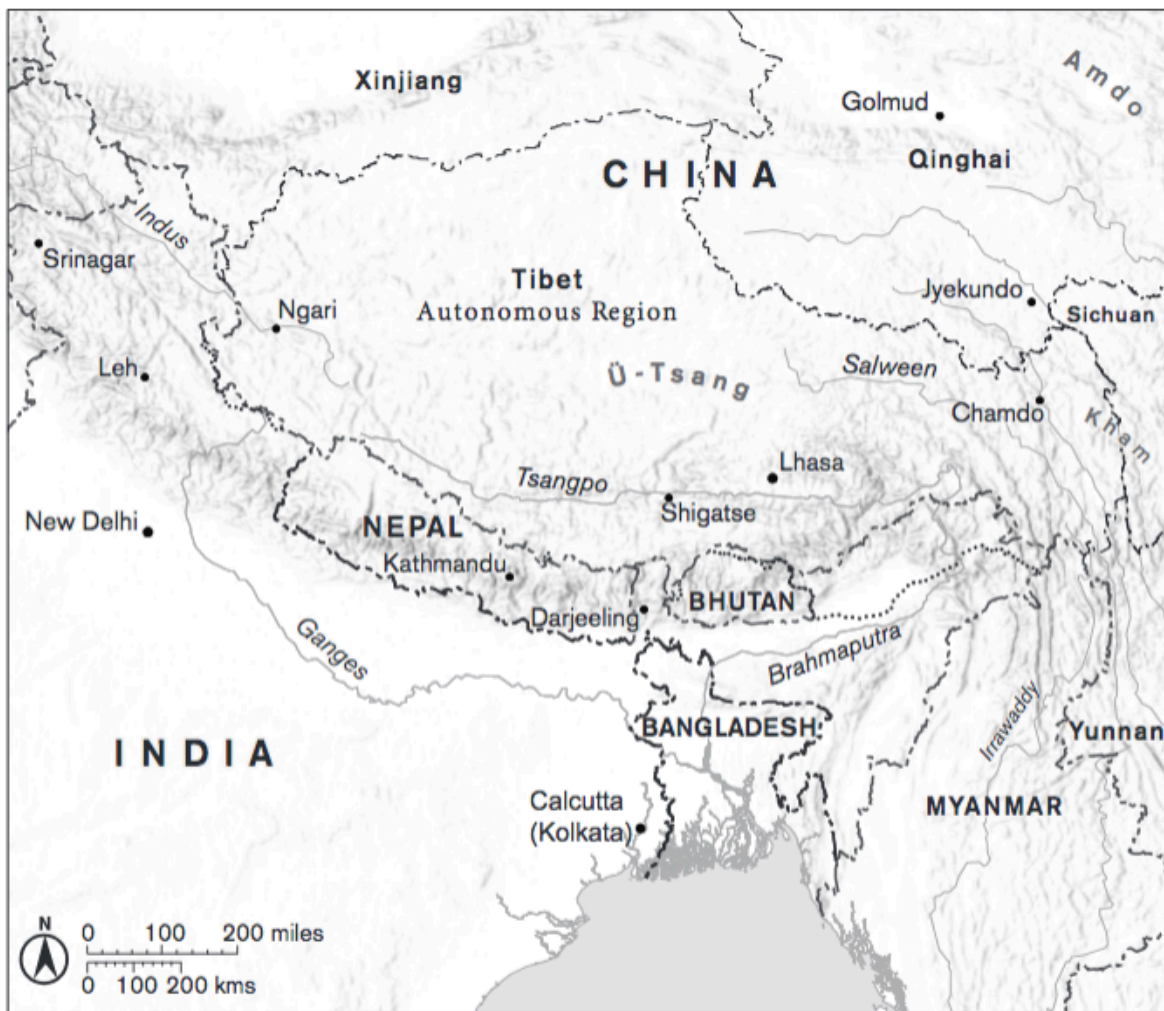 Amdo
Xinjiang
Golmud
Qinghai
CHINA
Indus
Srinagar
Tibet
Autonomous Region
Jyekundo
Sichuan
Ngari
Leh
Ü-Tsang
Salween
Chamdo
Kham
Lhasa
Tsangpo
Shigatse
New Delhi
NEPAL
Kathmandu
BHUTAN
Darjeeling
Ganges
Brahmaputra
Irrawaddy
BANGLADESH
Yunnan
INDIA
Calcutta
(Kolkata)
MYANMAR
N
0 100 200 miles
0 100 200 kms